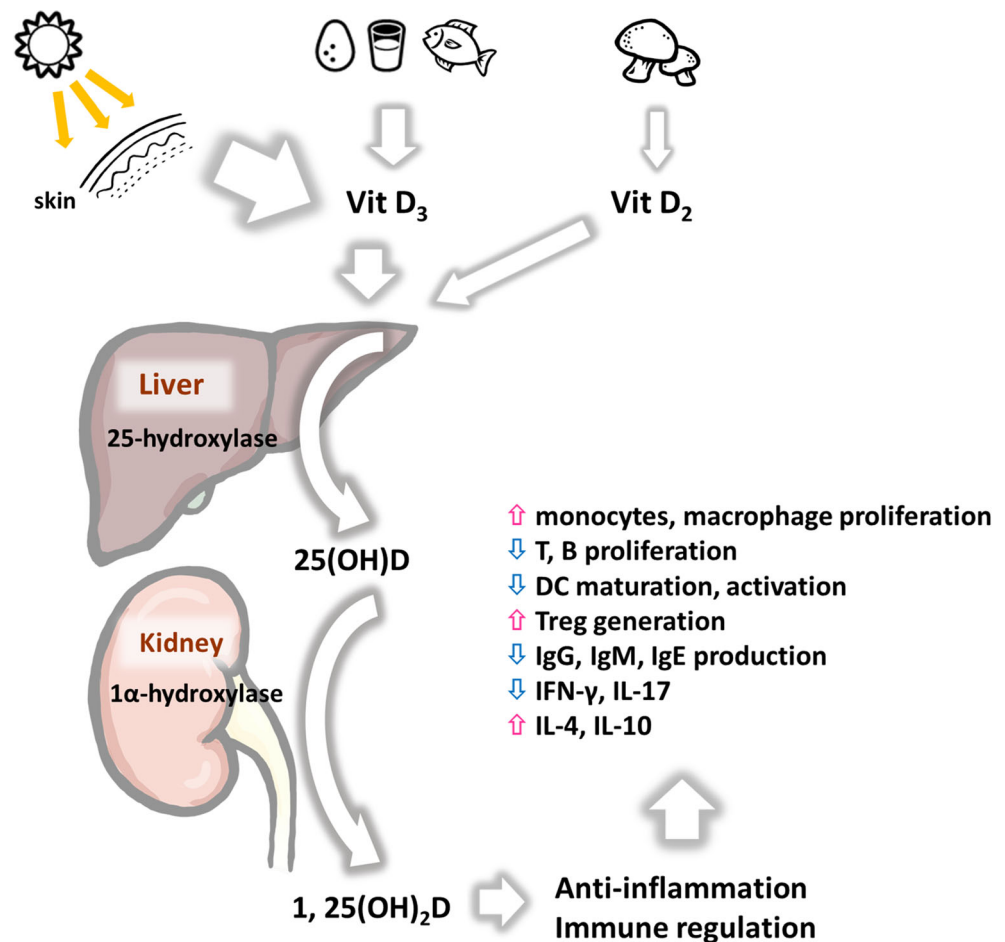 skin
Vit D₃
Vit D₂
Liver
25-hydroxylase
25(OH)D
Kidney
1α-hydroxylase
1, 25(OH)₂D
⇧ monocytes, macrophage proliferation
⇩ T, B proliferation
⇩ DC maturation, activation
⇧ Treg generation
⇩ IgG, IgM, IgE production
⇩ IFN-γ, IL-17
⇧ IL-4, IL-10
Anti-inflammation
Immune regulation